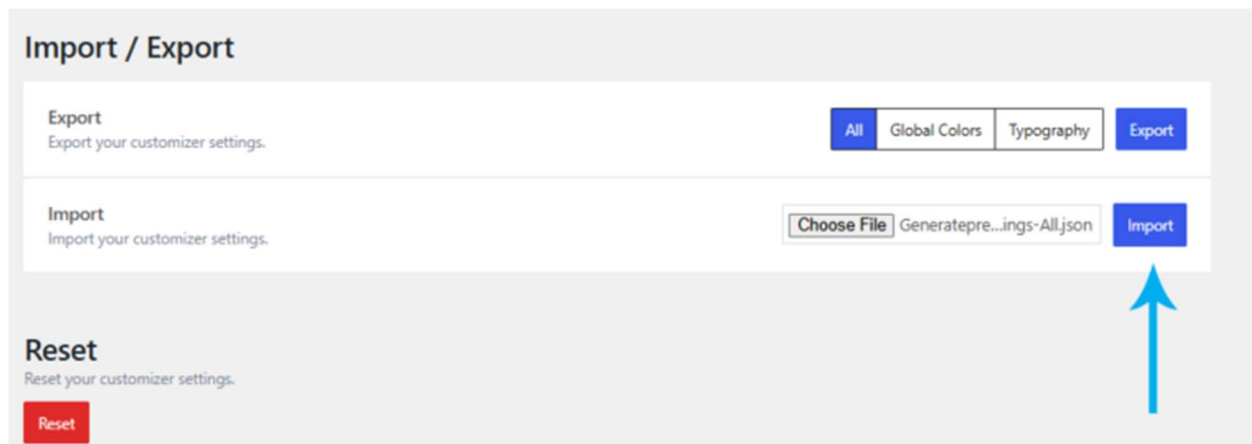 Import / Export
Export
Export your customizer settings.
All Global Colors Typography Export
Import
Import your customizer settings.
Choose File Generatepre...ings-All.json Import
Reset
Reset your customizer settings.
Reset